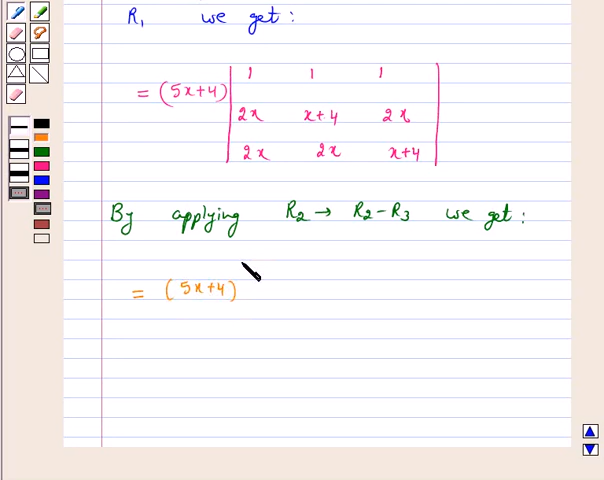 R₁ we get :
= (5x+4) | 1 1 1 |
| 2x x+4 2x |
| 2x 2x x+4 |
By applying R₂ → R₂-R₃ we get :
= (5x+4)